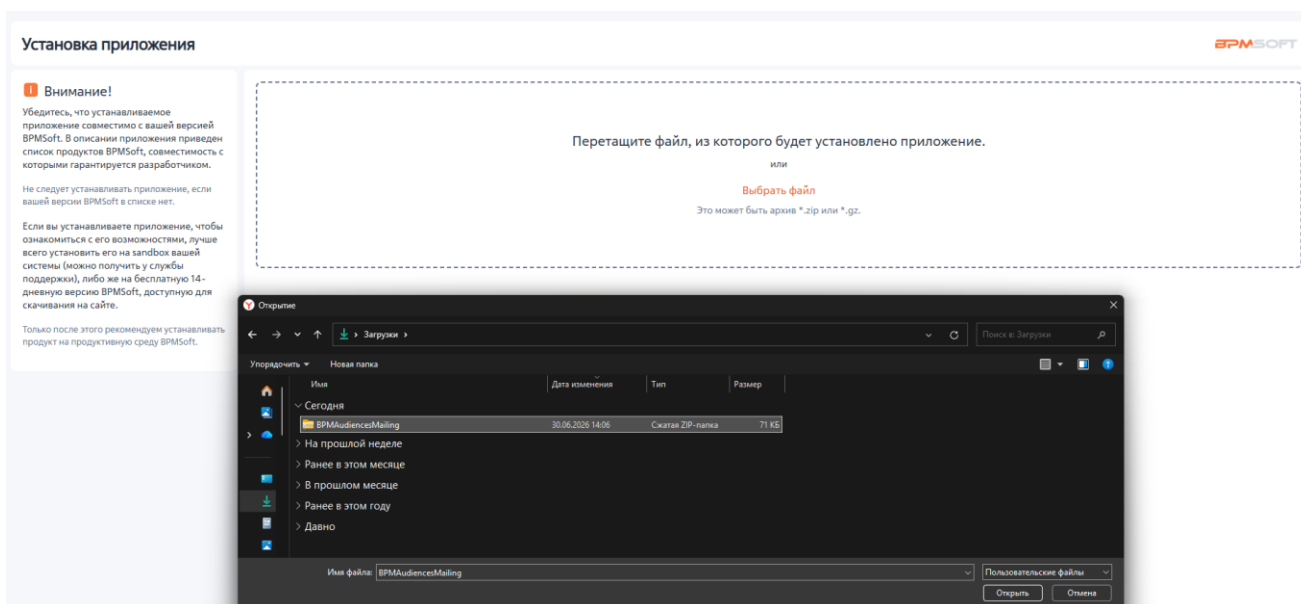 Установка приложения
BPMSOFT
Внимание!
Убедитесь, что устанавливаемое
приложение совместимо с вашей версией
BPMSoft. В описании приложения приведен
список продуктов BPMSoft, совместимость с
которыми гарантируется разработчиком.
Не следует устанавливать приложение, если
вашей версии BPMSoft в списке нет.
Если вы устанавливаете приложение, чтобы
ознакомиться с его возможностями, лучше
всего установить его на sandbox вашей
системы (можно получить у службы
поддержки), либо же на бесплатную 14-
дневную версию BPMSoft, доступную для
скачивания на сайте.
Только после этого рекомендуем устанавливать
продукт на продуктивную среду BPMSoft.
Перетащите файл, из которого будет установлено приложение.
или
Выбрать файл
Это может быть архив *.zip или *.gz.
Открытие
Загрузки
Поиск в: Загрузки
Упорядочить
Новая папка
Имя
Дата изменения
Тип
Размер
Сегодня
BPMAudiencesMailing
30.06.2026 14:06
Сжатая ZIP-папка
71 КБ
На прошлой неделе
Ранее в этом месяце
В прошлом месяце
Ранее в этом году
Давно
Имя файла:
BPMAudiencesMailing
Пользовательские файлы
Открыть
Отмена